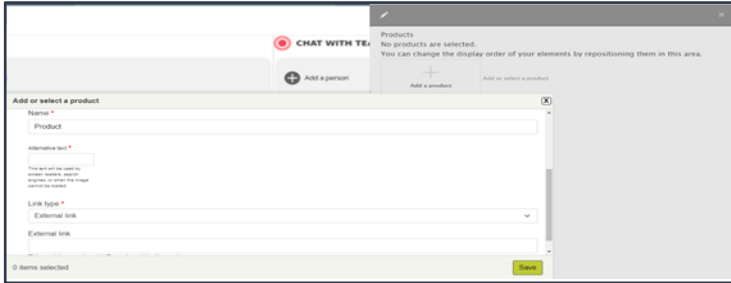 CHAT WITH TEA
Add a person
Products
No products are selected.
You can change the display order of your elements by repositioning them in this area.
Add a product
Add or select a product
Add or select a product
Name *
Product
Alternative text *
This text will be used by
screen readers, search
engines, or when the image
cannot be loaded.
Link type *
External link
External link
0 items selected
Save